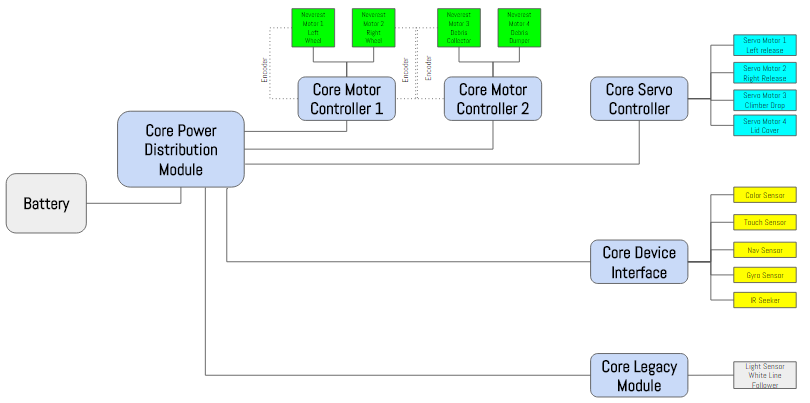 Neverest
Motor 1
Left
Wheel
Neverest
Motor 2
Right
Wheel
Neverest
Motor 3
Debris
Collector
Neverest
Motor 4
Debris
Dumper
Encoder
Encoder
Encoder
Core Motor
Controller 1
Core Motor
Controller 2
Core Servo
Controller
Servo Motor 1
Left release
Servo Motor 2
Right Release
Servo Motor 3
Climber Drop
Servo Motor 4
Lid Cover
Core Power
Distribution
Module
Battery
Core Device
Interface
Color Sensor
Touch Sensor
Nav Sensor
Gyro Sensor
IR Seeker
Core Legacy
Module
Light Sensor
White Line
Follower